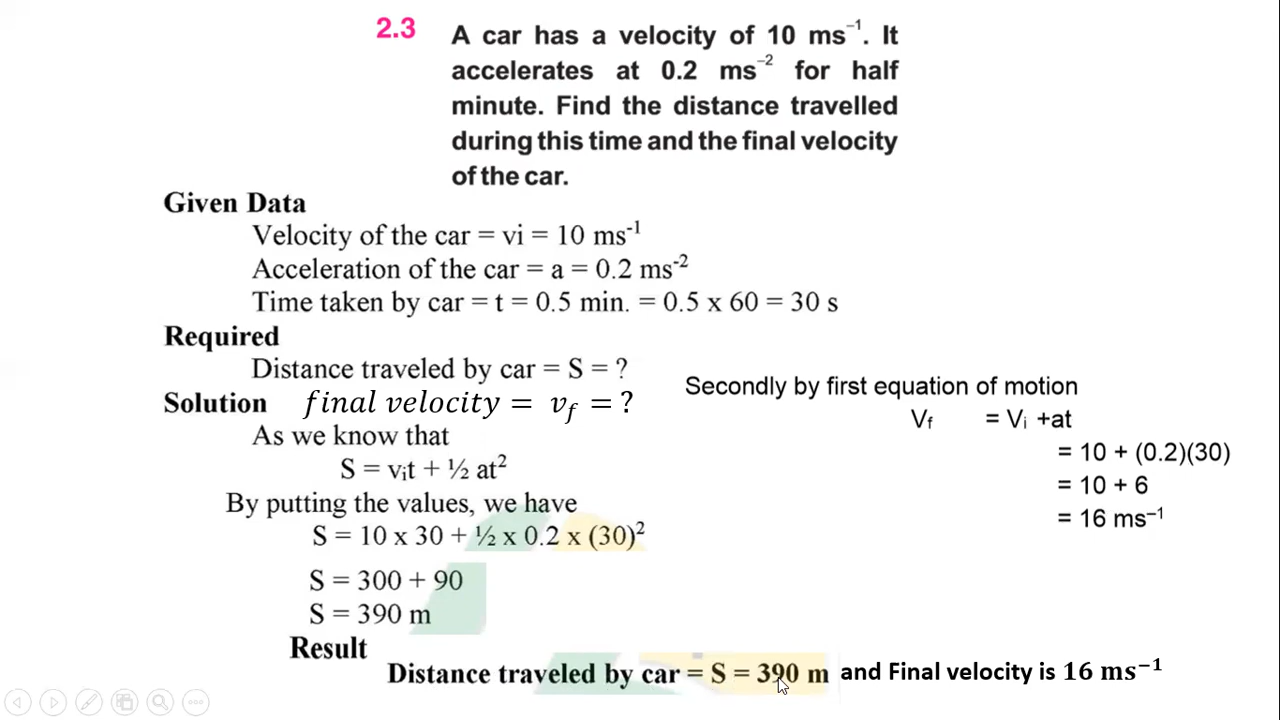 2.3 A car has a velocity of 10 ms⁻¹. It
accelerates at 0.2 ms⁻² for half
minute. Find the distance travelled
during this time and the final velocity
of the car.
Given Data
Velocity of the car = vi = 10 ms⁻¹
Acceleration of the car = a = 0.2 ms⁻²
Time taken by car = t = 0.5 min. = 0.5 x 60 = 30 s
Required
Distance traveled by car = S = ?
Solution final velocity = v_f = ?
As we know that
S = vᵢt + ½ at²
By putting the values, we have
S = 10 x 30 + ½ x 0.2 x (30)²
S = 300 + 90
S = 390 m
Secondly by first equation of motion
V_f = Vᵢ +at
= 10 + (0.2)(30)
= 10 + 6
= 16 ms⁻¹
Result
Distance traveled by car = S = 390 m and Final velocity is 16 ms⁻¹